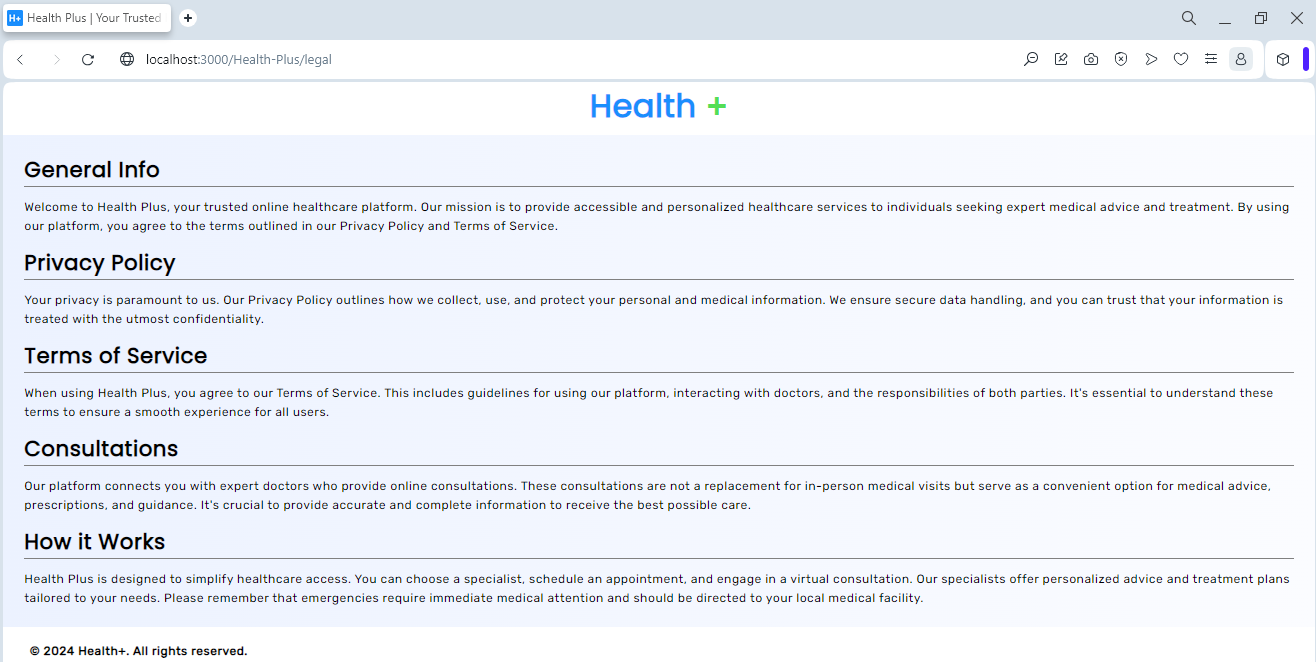 H+ Health Plus | Your Trusted
localhost:3000/Health-Plus/legal
Health +
General Info
Welcome to Health Plus, your trusted online healthcare platform. Our mission is to provide accessible and personalized healthcare services to individuals seeking expert medical advice and treatment. By using
our platform, you agree to the terms outlined in our Privacy Policy and Terms of Service.
Privacy Policy
Your privacy is paramount to us. Our Privacy Policy outlines how we collect, use, and protect your personal and medical information. We ensure secure data handling, and you can trust that your information is
treated with the utmost confidentiality.
Terms of Service
When using Health Plus, you agree to our Terms of Service. This includes guidelines for using our platform, interacting with doctors, and the responsibilities of both parties. It's essential to understand these
terms to ensure a smooth experience for all users.
Consultations
Our platform connects you with expert doctors who provide online consultations. These consultations are not a replacement for in-person medical visits but serve as a convenient option for medical advice,
prescriptions, and guidance. It's crucial to provide accurate and complete information to receive the best possible care.
How it Works
Health Plus is designed to simplify healthcare access. You can choose a specialist, schedule an appointment, and engage in a virtual consultation. Our specialists offer personalized advice and treatment plans
tailored to your needs. Please remember that emergencies require immediate medical attention and should be directed to your local medical facility.
© 2024 Health+. All rights reserved.